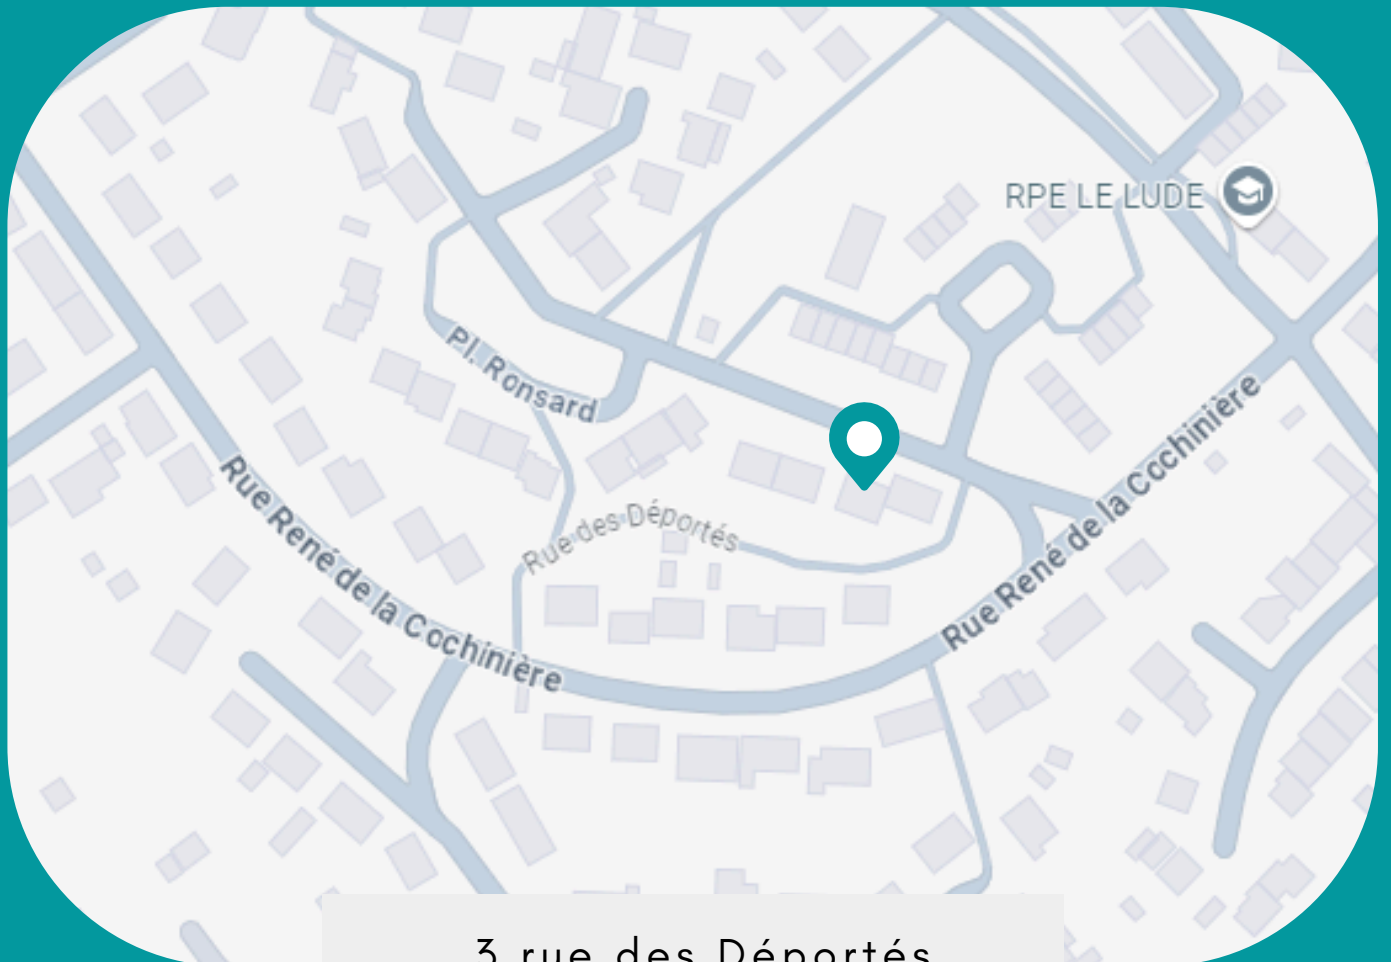 RPE LE LUDE
Pl. Ronsard
Rue des Déportés
Rue René de la Cochinière
Rue René de la Cochinière
3 rue des Déportés